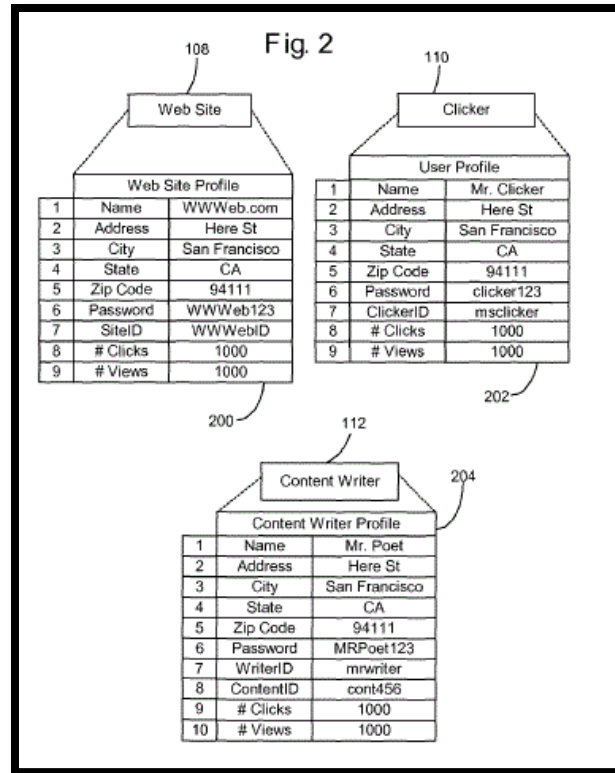 Fig. 2
108
Web Site
Web Site Profile
1 Name WWWeb.com
2 Address Here St
3 City San Francisco
4 State CA
5 Zip Code 94111
6 Password WWWeb123
7 SiteID WWWebID
8 # Clicks 1000
9 # Views 1000
200
110
Clicker
User Profile
1 Name Mr. Clicker
2 Address Here St
3 City San Francisco
4 State CA
5 Zip Code 94111
6 Password clicker123
7 ClickerID msclicker
8 # Clicks 1000
9 # Views 1000
202
112
Content Writer
204
Content Writer Profile
1 Name Mr. Poet
2 Address Here St
3 City San Francisco
4 State CA
5 Zip Code 94111
6 Password MRPoet123
7 WriterID mrwriter
8 ContentID cont456
9 # Clicks 1000
10 # Views 1000